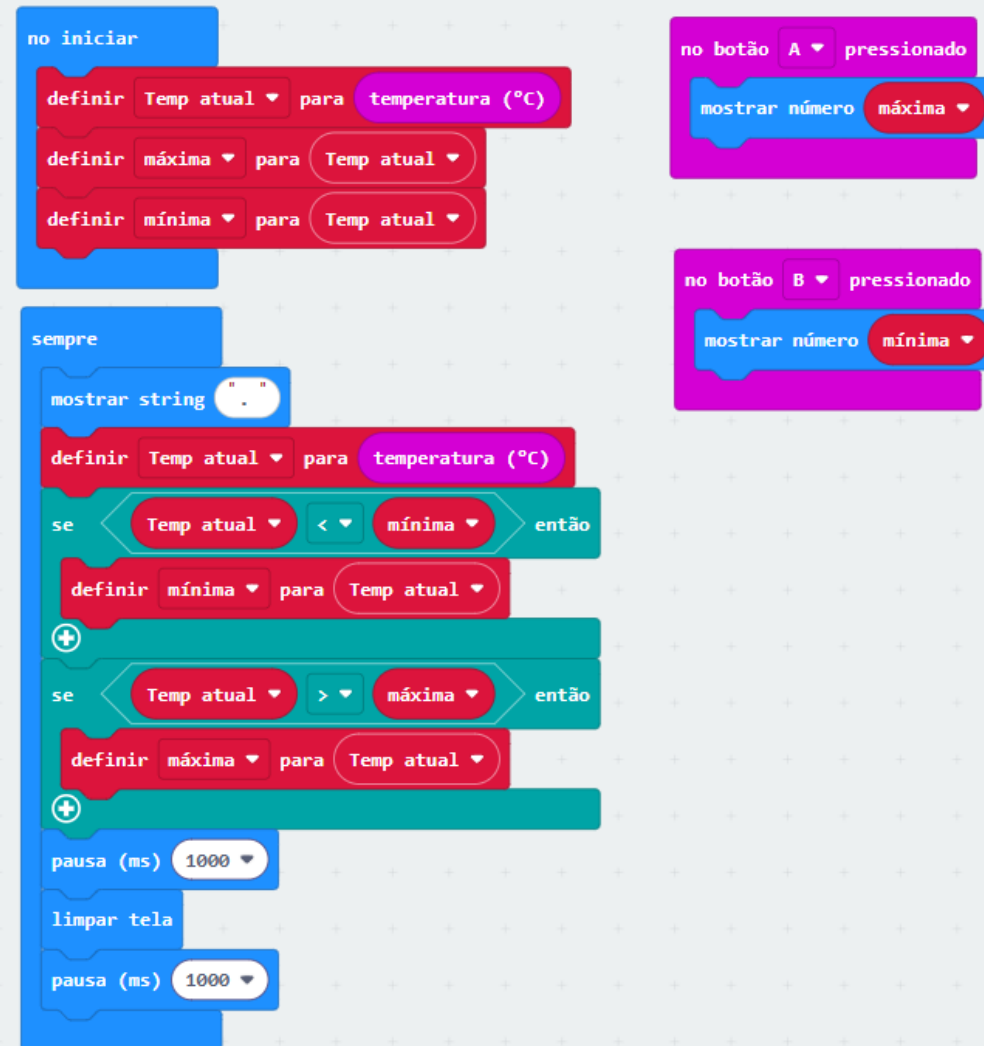 no iniciar
definir Temp atual para temperatura (°C)
definir máxima para Temp atual
definir mínima para Temp atual
sempre
mostrar string "."
definir Temp atual para temperatura (°C)
se Temp atual < mínima então
definir mínima para Temp atual
se Temp atual > máxima então
definir máxima para Temp atual
pausa (ms) 1000
limpar tela
pausa (ms) 1000
no botão A pressionado
mostrar número máxima
no botão B pressionado
mostrar número mínima